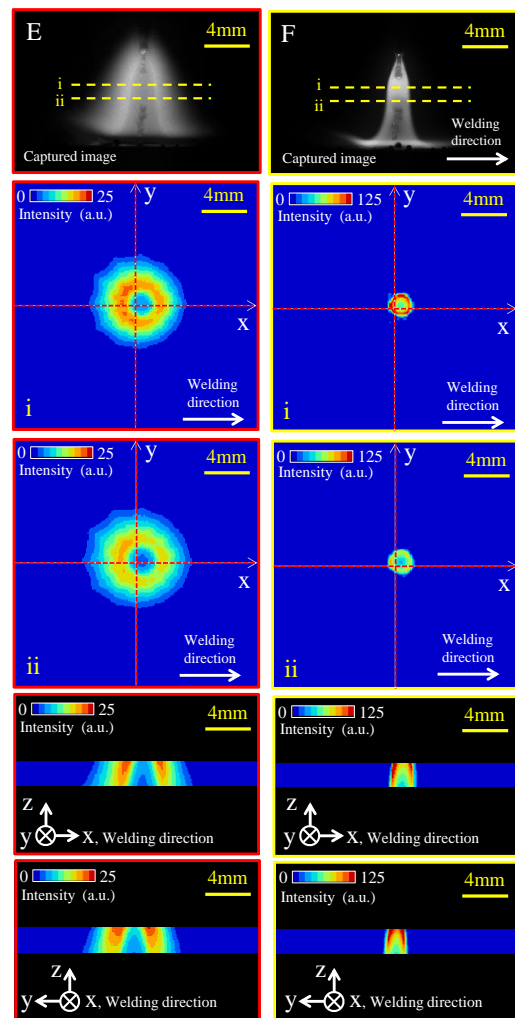 E
4mm
i
ii
Captured image
F
4mm
i
ii
Welding
direction
Captured image
0 25
Intensity (a.u.)
y
4mm
x
Welding
direction
i
0 125
Intensity (a.u.)
y
4mm
x
Welding
direction
i
0 25
Intensity (a.u.)
y
4mm
x
Welding
direction
ii
0 125
Intensity (a.u.)
y
4mm
x
Welding
direction
ii
0 25
Intensity (a.u.)
4mm
z
y x, Welding direction
0 125
Intensity (a.u.)
4mm
z
y x, Welding direction
0 25
Intensity (a.u.)
4mm
z
y x, Welding direction
0 125
Intensity (a.u.)
4mm
z
y x, Welding direction